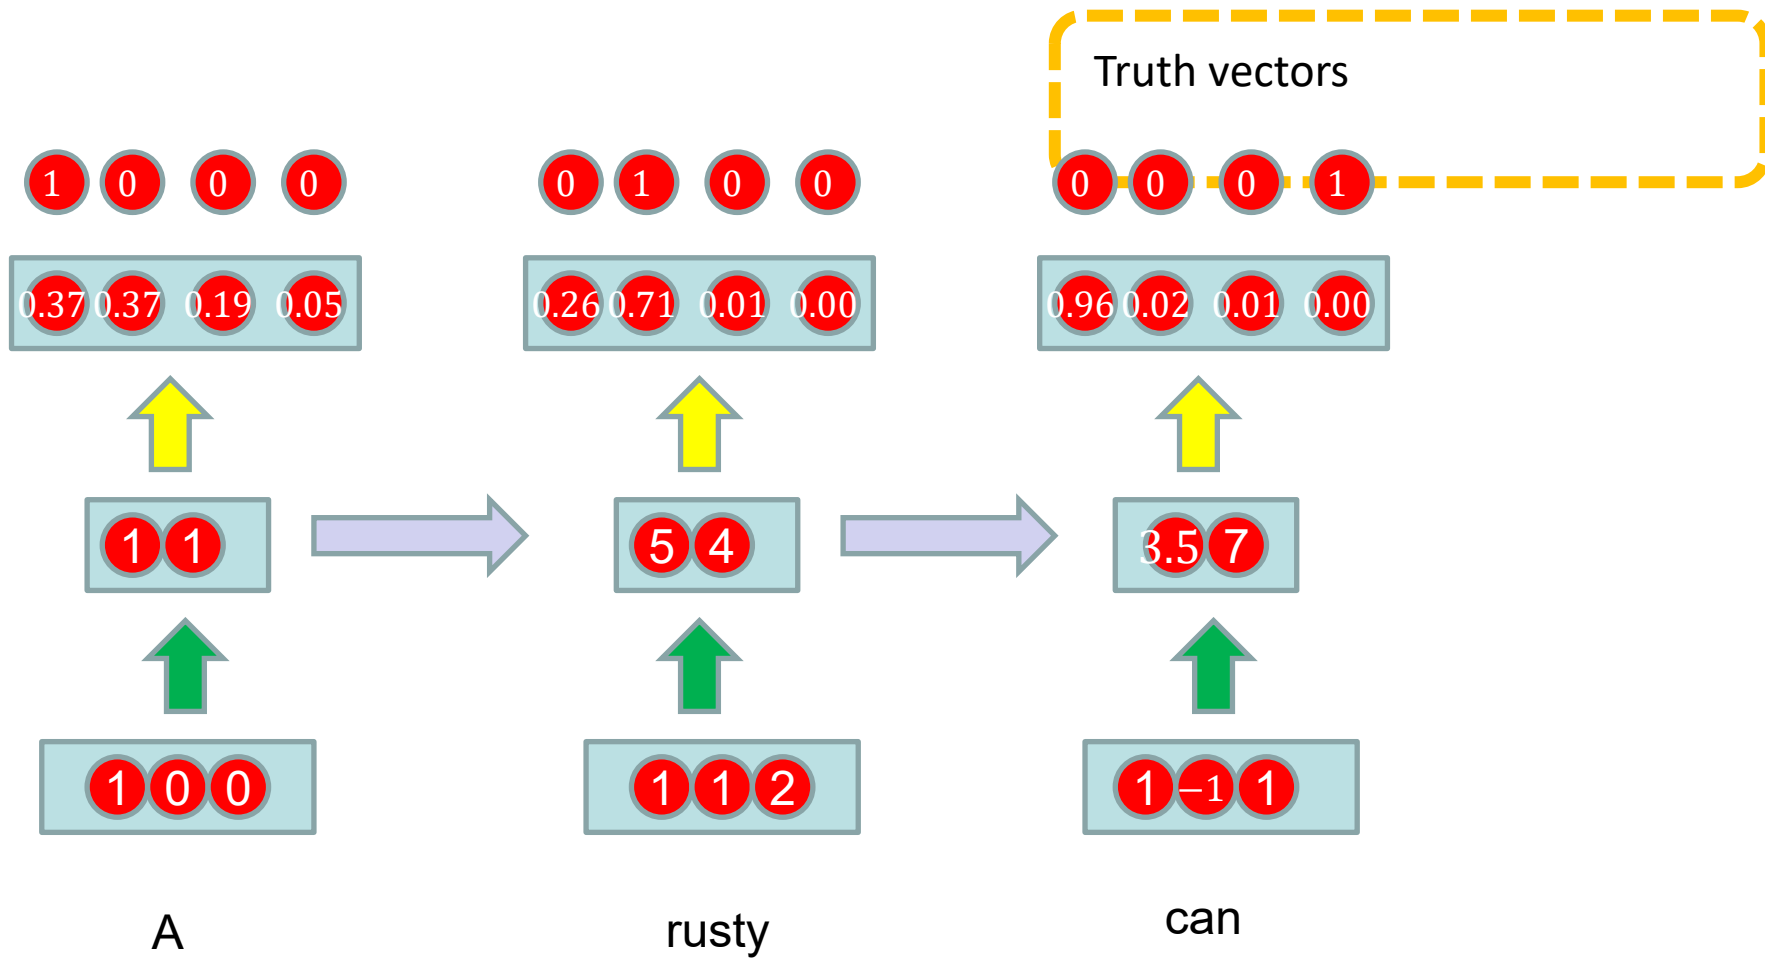 Truth vectors
1 0 0 0 0 1 0 0 0 0 0 1
0.37 0.37 0.19 0.05 0.26 0.71 0.01 0.00 0.96 0.02 0.01 0.00
1 1 5 4 3.5 7
1 0 0 1 1 2 1 −1 1
A rusty can